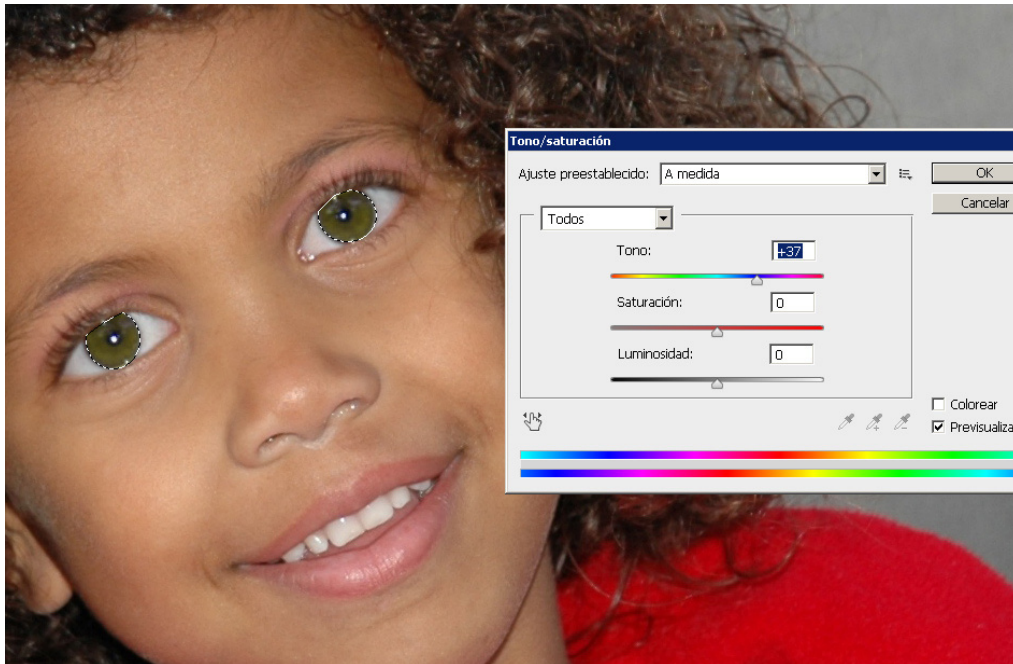 Tono/saturación
Ajuste preestablecido: A medida
OK
Cancelar
Todos
Tono: +37
Saturación: 0
Luminosidad: 0
Colorear
Previsualiza